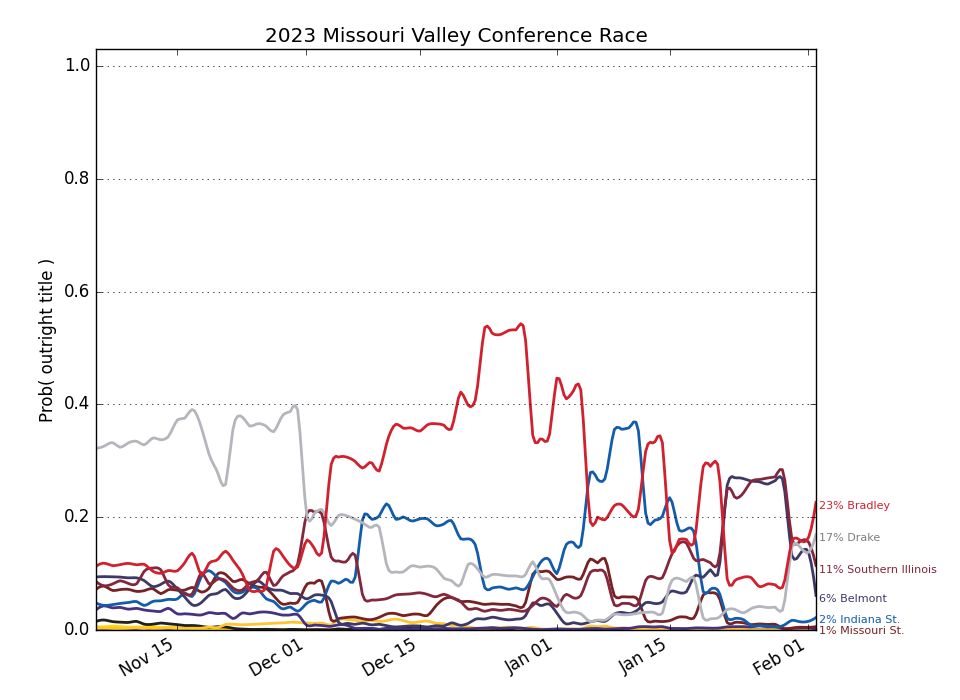 2023 Missouri Valley Conference Race
Prob( outright title )
1.0
0.8
0.6
0.4
0.2
0.0
Nov 15
Dec 01
Dec 15
Jan 01
Jan 15
Feb 01
23% Bradley
17% Drake
11% Southern Illinois
6% Belmont
2% Indiana St.
1% Missouri St.